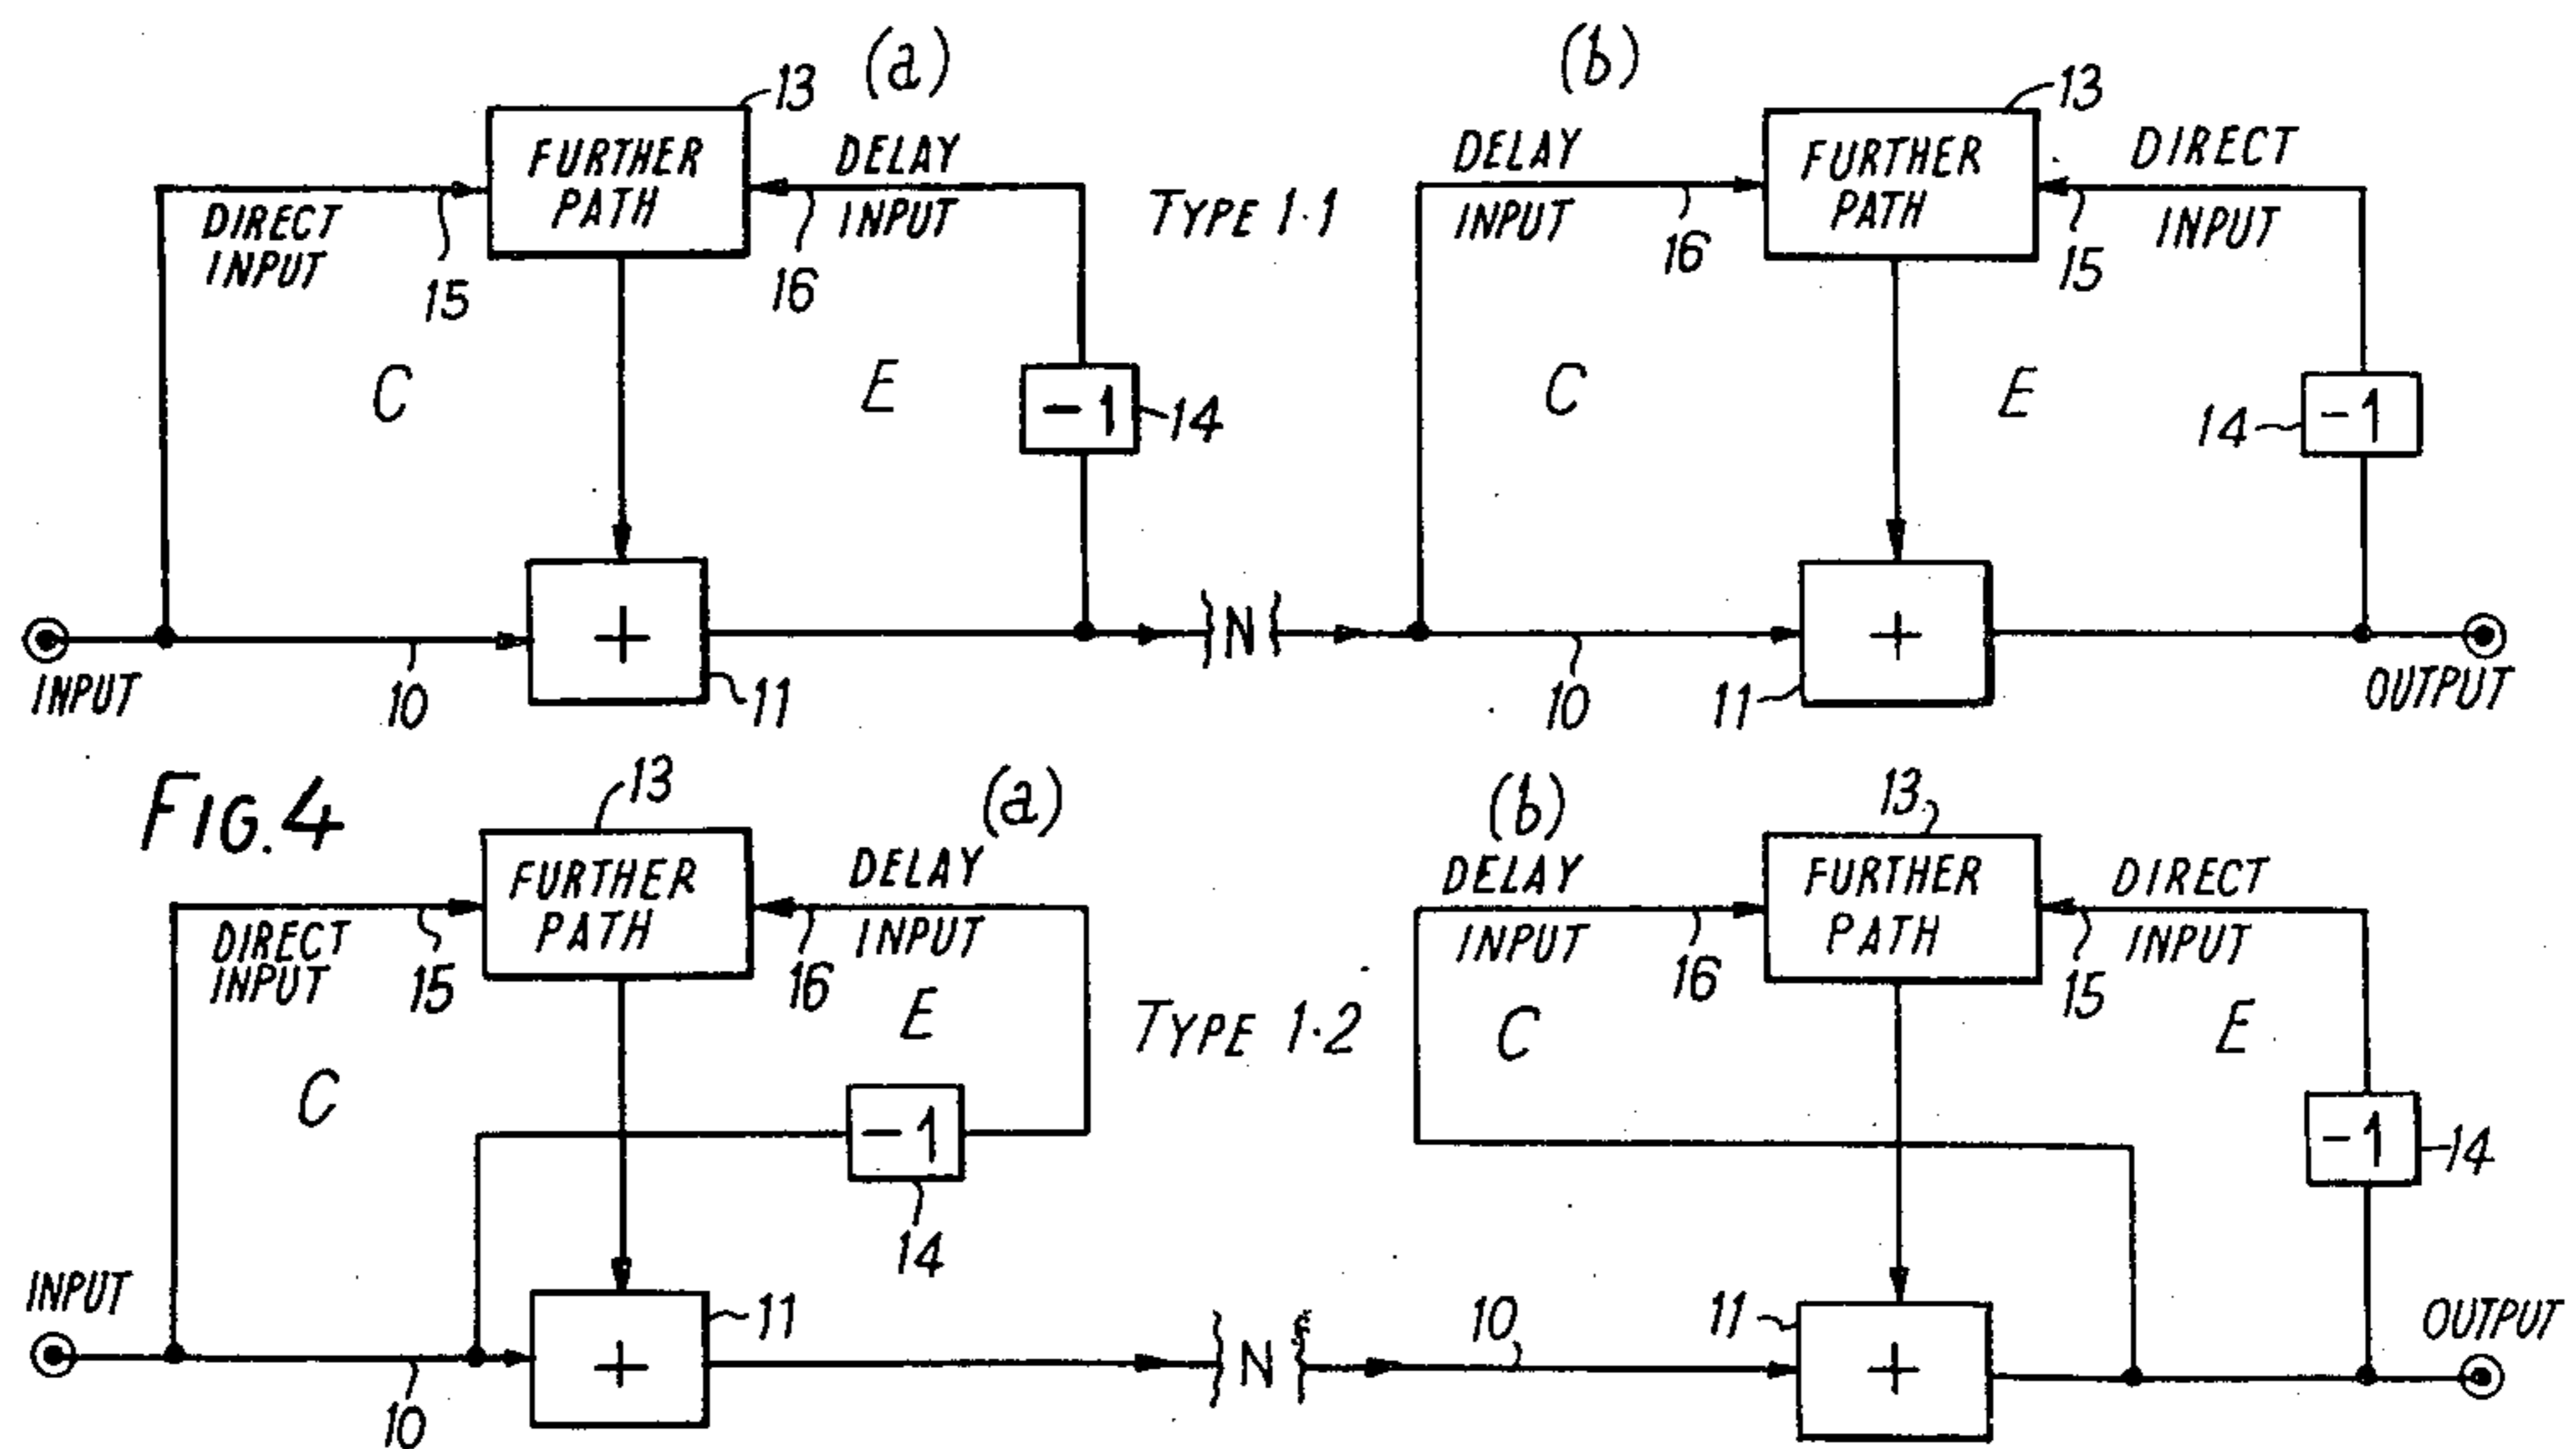 (a)
(b)
13
13
FURTHER
PATH
DELAY
INPUT
DIRECT
INPUT
15
16
TYPE 1·1
DELAY
INPUT
16
FURTHER
PATH
DIRECT
INPUT
15
C
E
-1
14
C
E
14
-1
+
N
+
INPUT
10
11
10
11
OUTPUT
FIG.4
13
(a)
(b)
13
FURTHER
PATH
DELAY
INPUT
DIRECT
INPUT
15
16
E
TYPE 1·2
DELAY
INPUT
16
FURTHER
PATH
DIRECT
INPUT
15
C
E
C
-1
14
-1
14
INPUT
10
+
11
N
10
11
+
OUTPUT